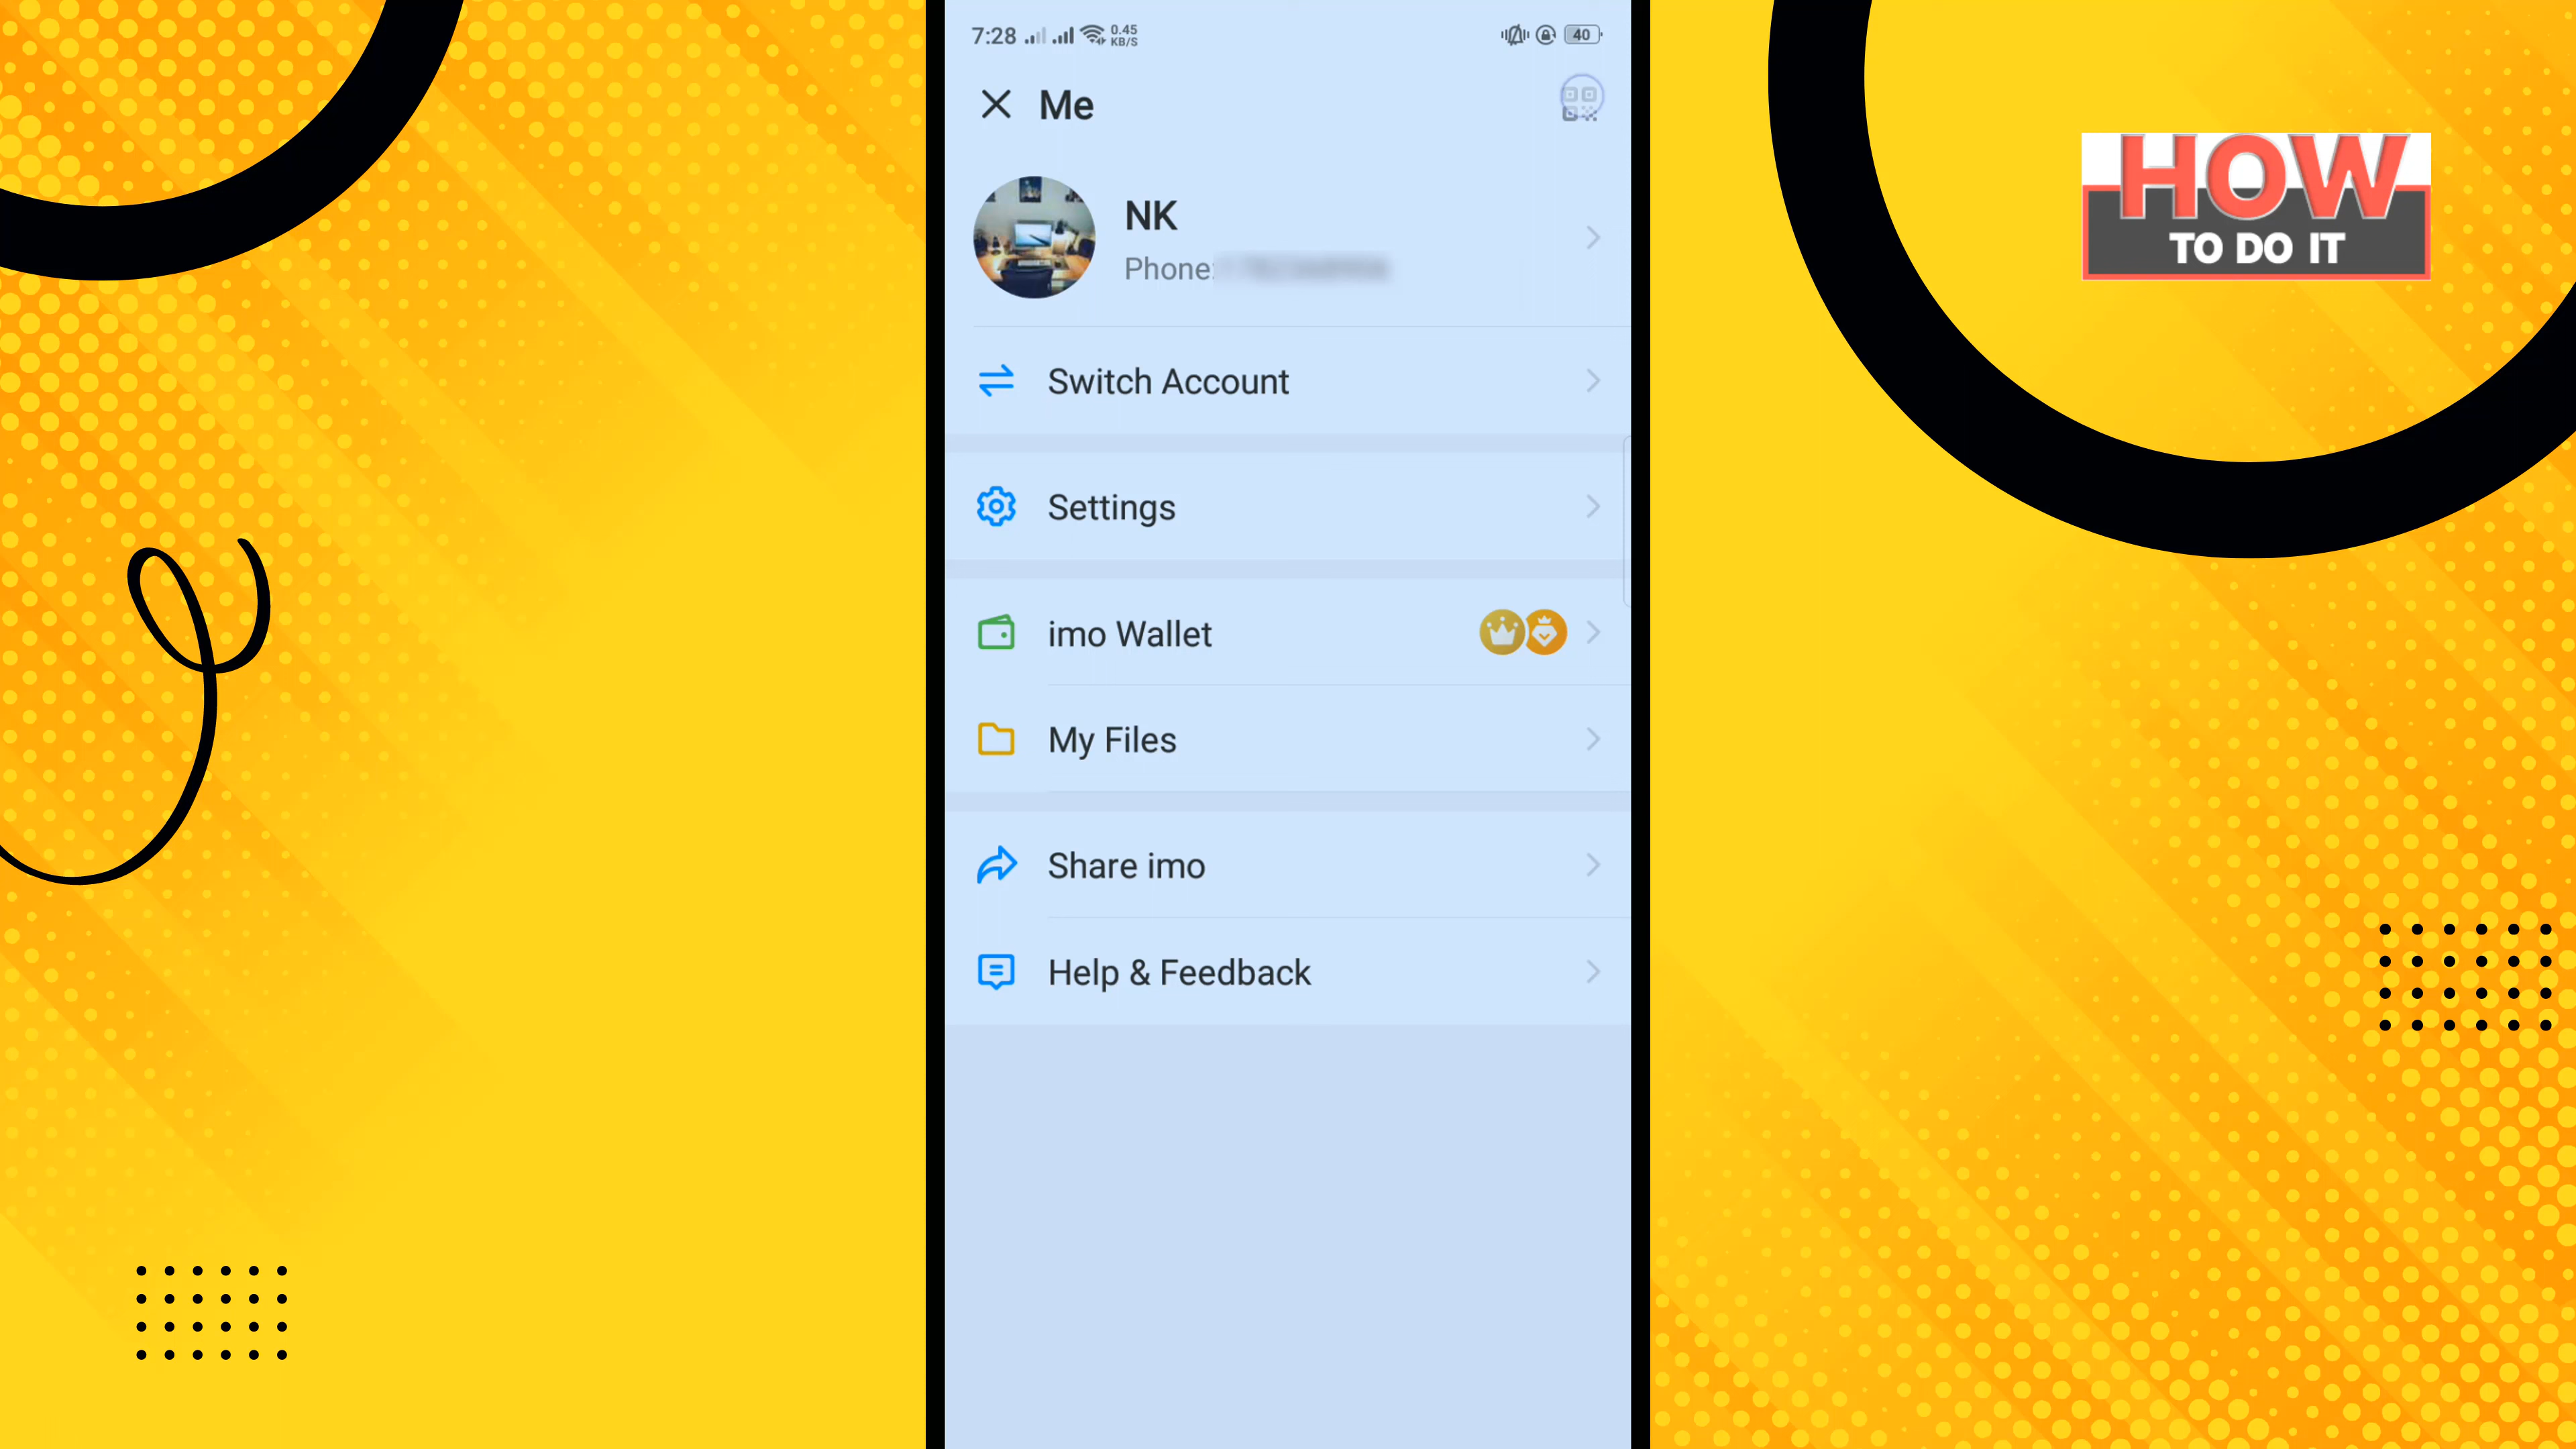 7:28 0.45 KB/S 40
Me
NK
Phone:
Switch Account
Settings
imo Wallet
My Files
Share imo
Help & Feedback
HOW
TO DO IT